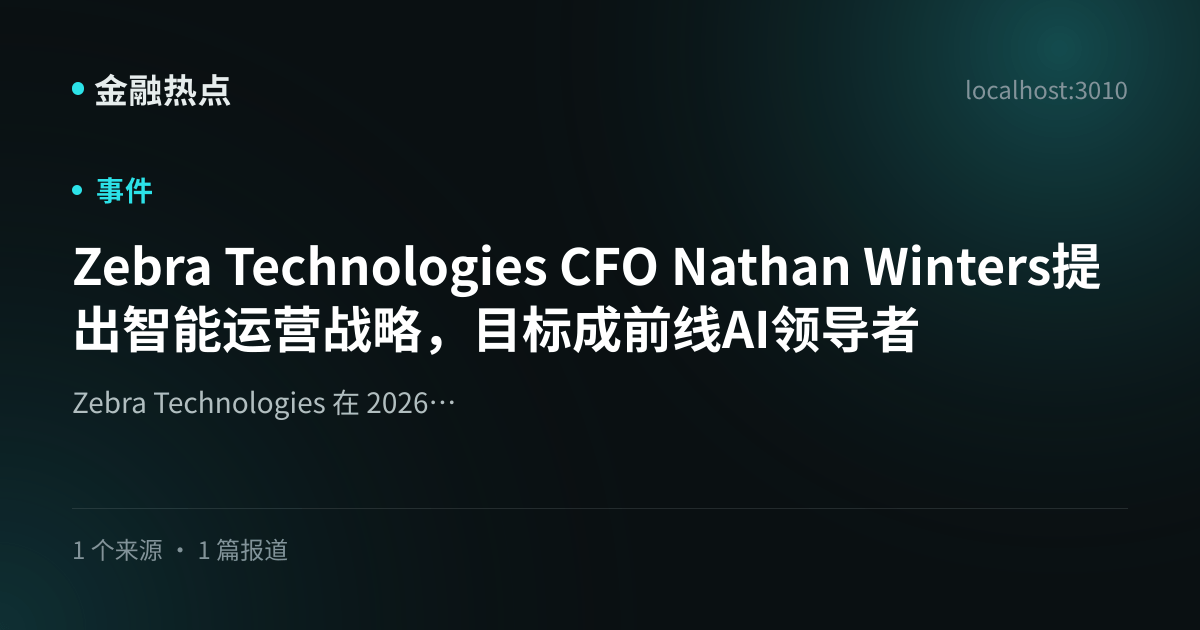 金融热点
localhost:3010
事件
Zebra Technologies CFO Nathan Winters提
出智能运营战略，目标成前线AI领导者
Zebra Technologies 在 2026…
1 个来源 · 1 篇报道